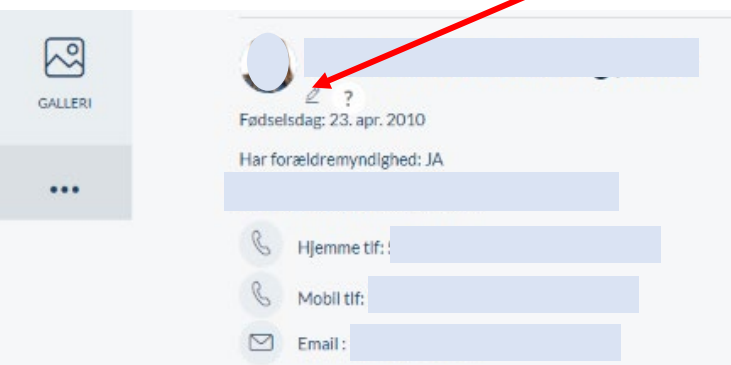 GALLERI
?
Fødselsdag: 23. apr. 2010
Har forældremyndighed: JA
Hjemme tlf:
Mobil tlf:
Email :